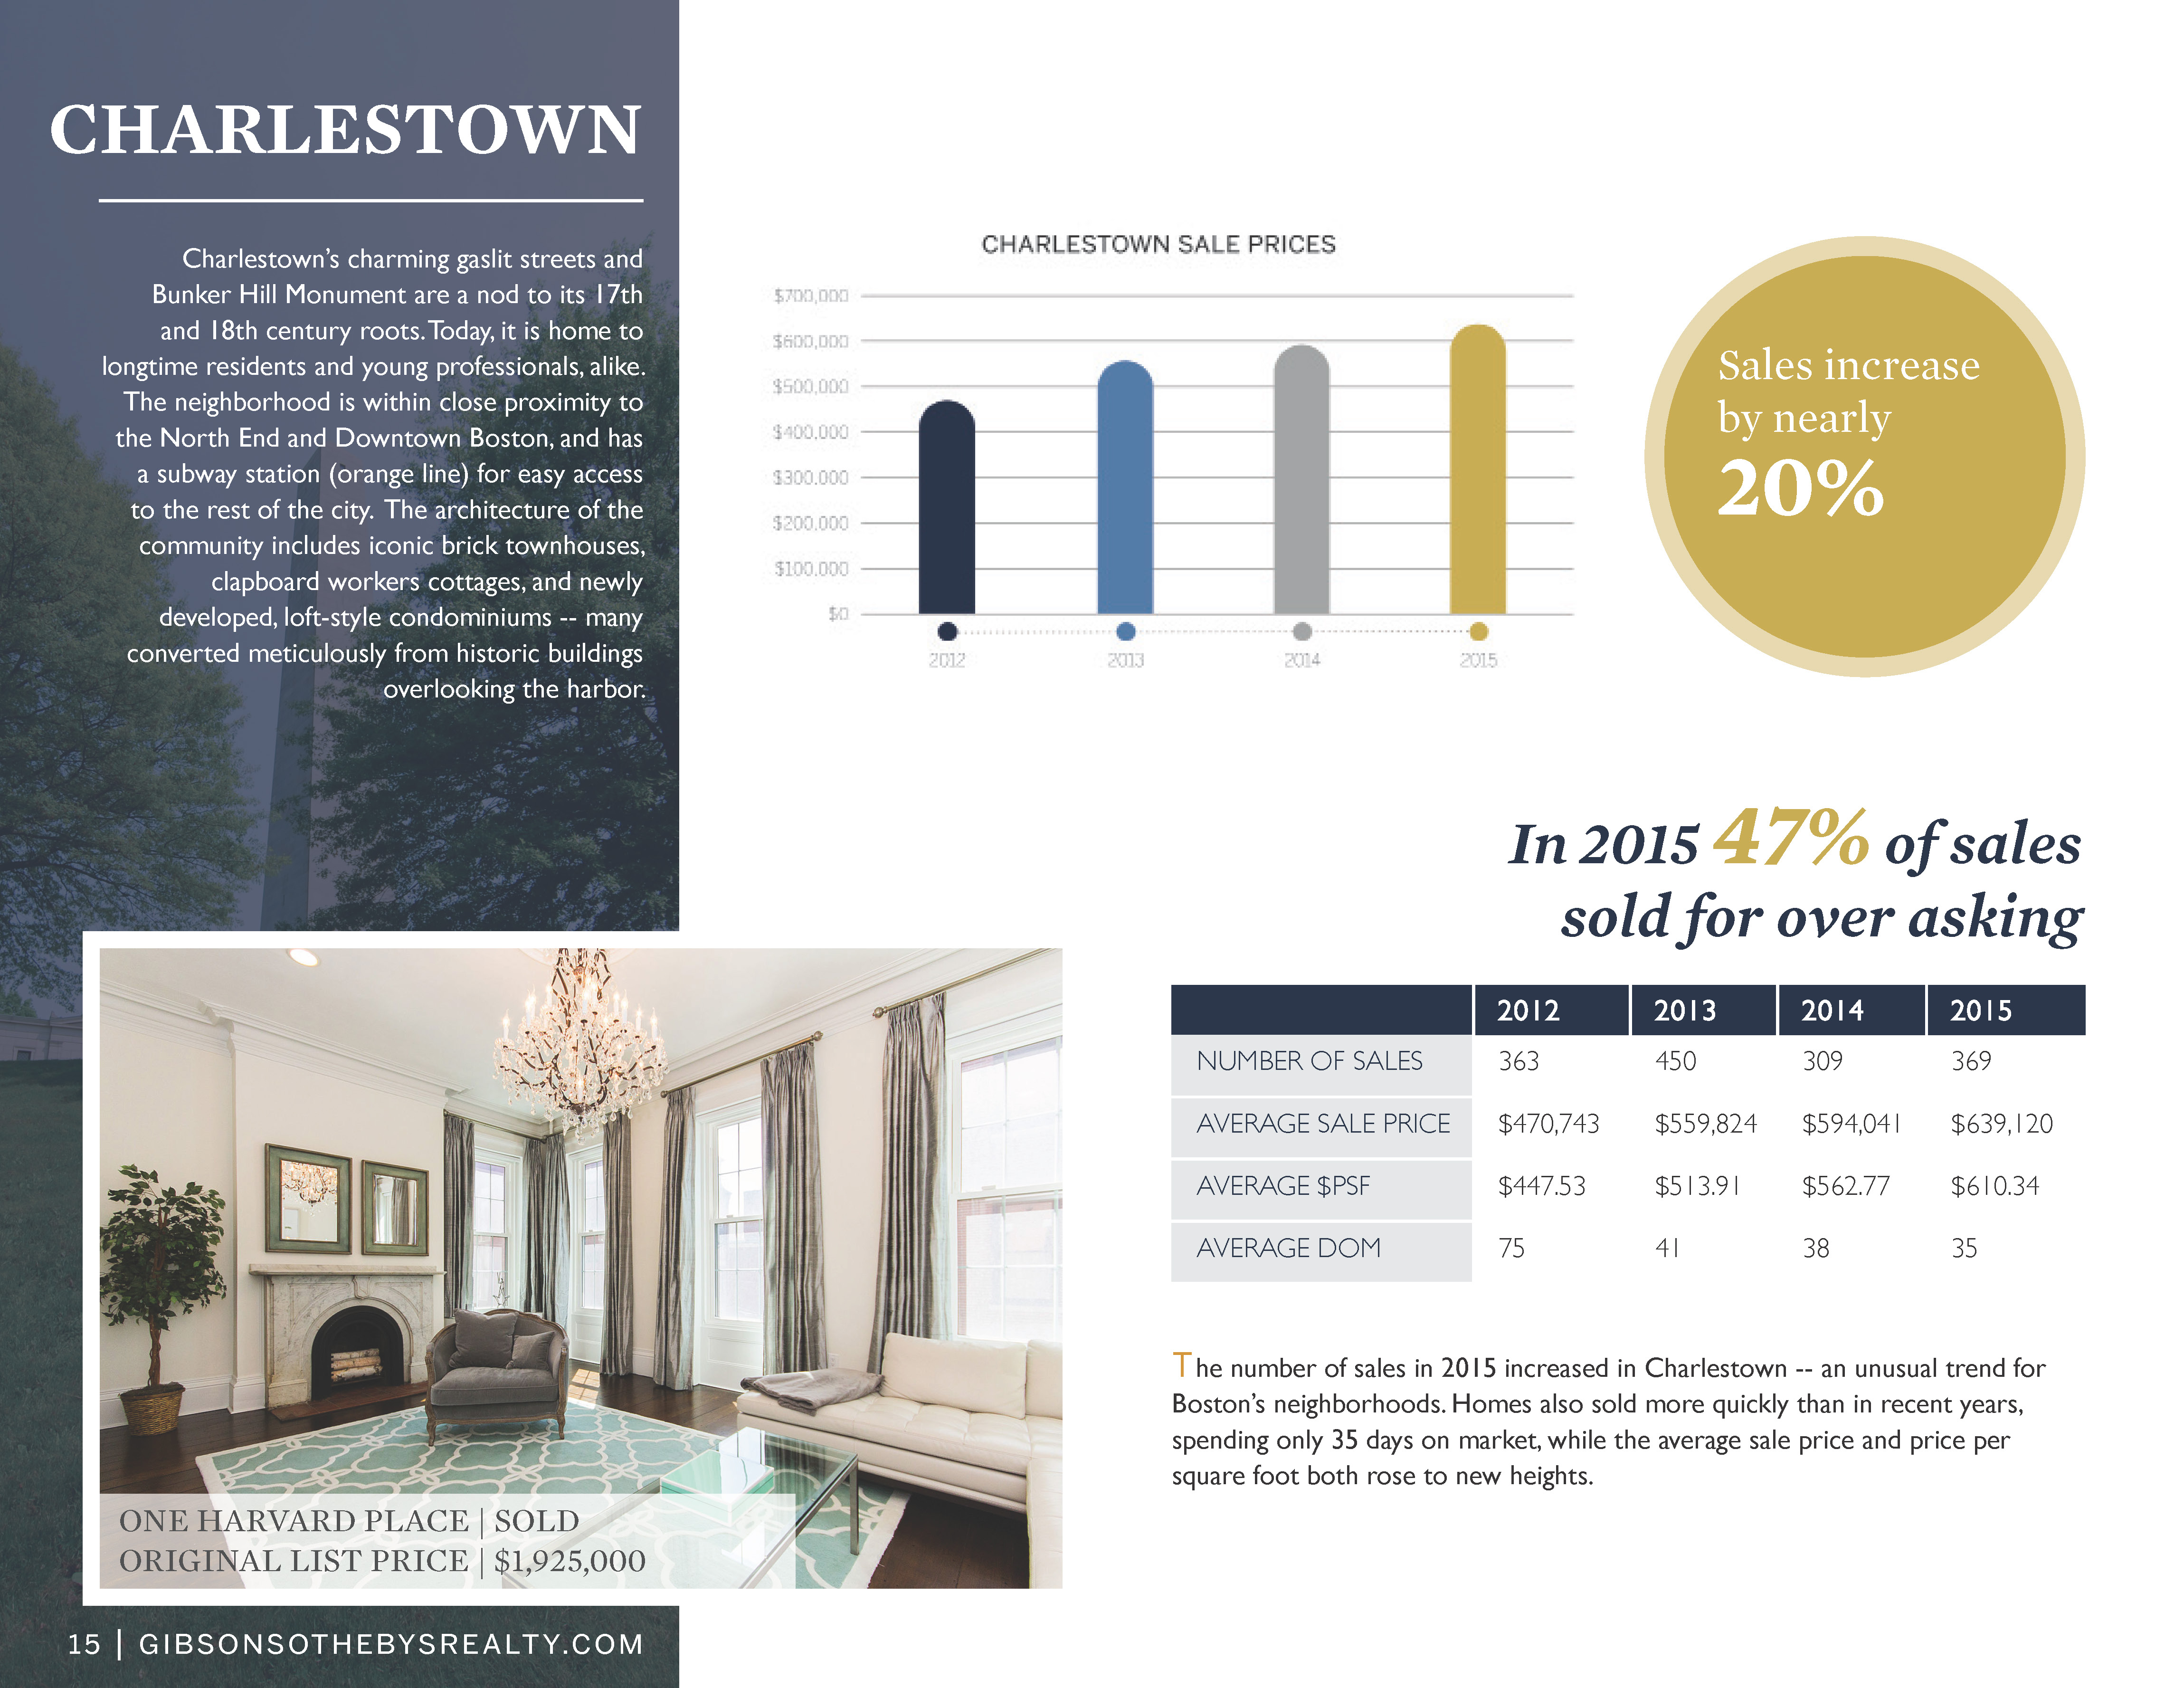 CHARLESTOWN
Charlestown's charming gaslit streets and
Bunker Hill Monument are a nod to its 17th
and 18th century roots. Today, it is home to
longtime residents and young professionals, alike.
The neighborhood is within close proximity to
the North End and Downtown Boston, and has
a subway station (orange line) for easy access
to the rest of the city. The architecture of the
community includes iconic brick townhouses,
clapboard workers cottages, and newly
developed, loft-style condominiums -- many
converted meticulously from historic buildings
overlooking the harbor.
CHARLESTOWN SALE PRICES
$700,000
$600,000
$500,000
$400,000
$300,000
$200,000
$100,000
$0
2012 2013 2014 2015
Sales increase
by nearly
20%
In 2015 47% of sales
sold for over asking
2012 2013 2014 2015
NUMBER OF SALES 363 450 309 369
AVERAGE SALE PRICE $470,743 $559,824 $594,041 $639,120
AVERAGE $PSF $447.53 $513.91 $562.77 $610.34
AVERAGE DOM 75 41 38 35
The number of sales in 2015 increased in Charlestown -- an unusual trend for
Boston's neighborhoods. Homes also sold more quickly than in recent years,
spending only 35 days on market, while the average sale price and price per
square foot both rose to new heights.
ONE HARVARD PLACE | SOLD
ORIGINAL LIST PRICE | $1,925,000
15 | GIBSONSOTHEBYSREALTY.COM